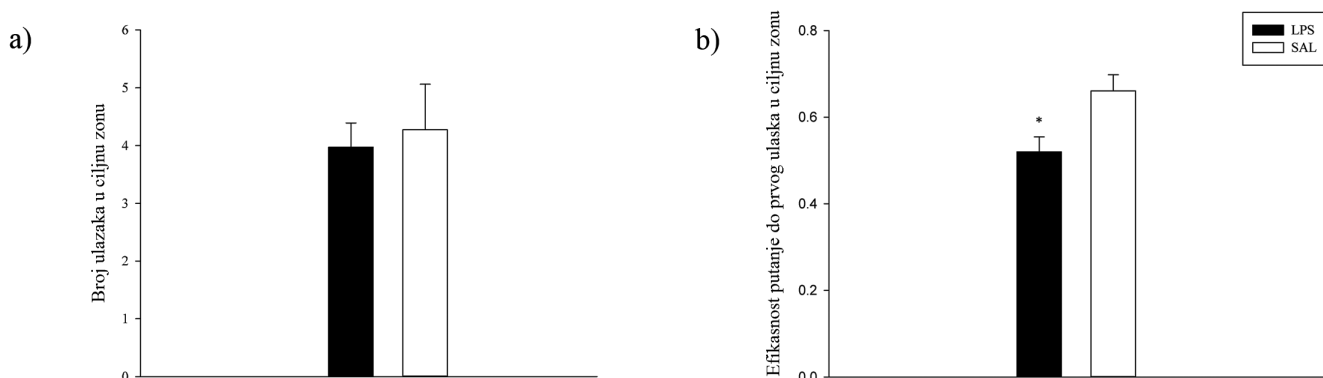 a)
Broj ulazaka u ciljnu zonu
6
5
4
3
2
1
0
b)
Efikasnost putanje do prvog ulaska u ciljnu zonu
0.8
0.6
0.4
0.2
0.0
*
LPS
SAL